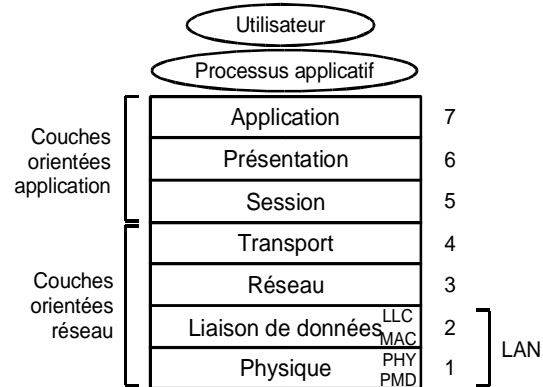 Utilisateur
Processus applicatif
Couches
orientées
application
Application 7
Présentation 6
Session 5
Couches
orientées
réseau
Transport 4
Réseau 3
Liaison de données LLC MAC 2
Physique PHY PMD 1
LAN